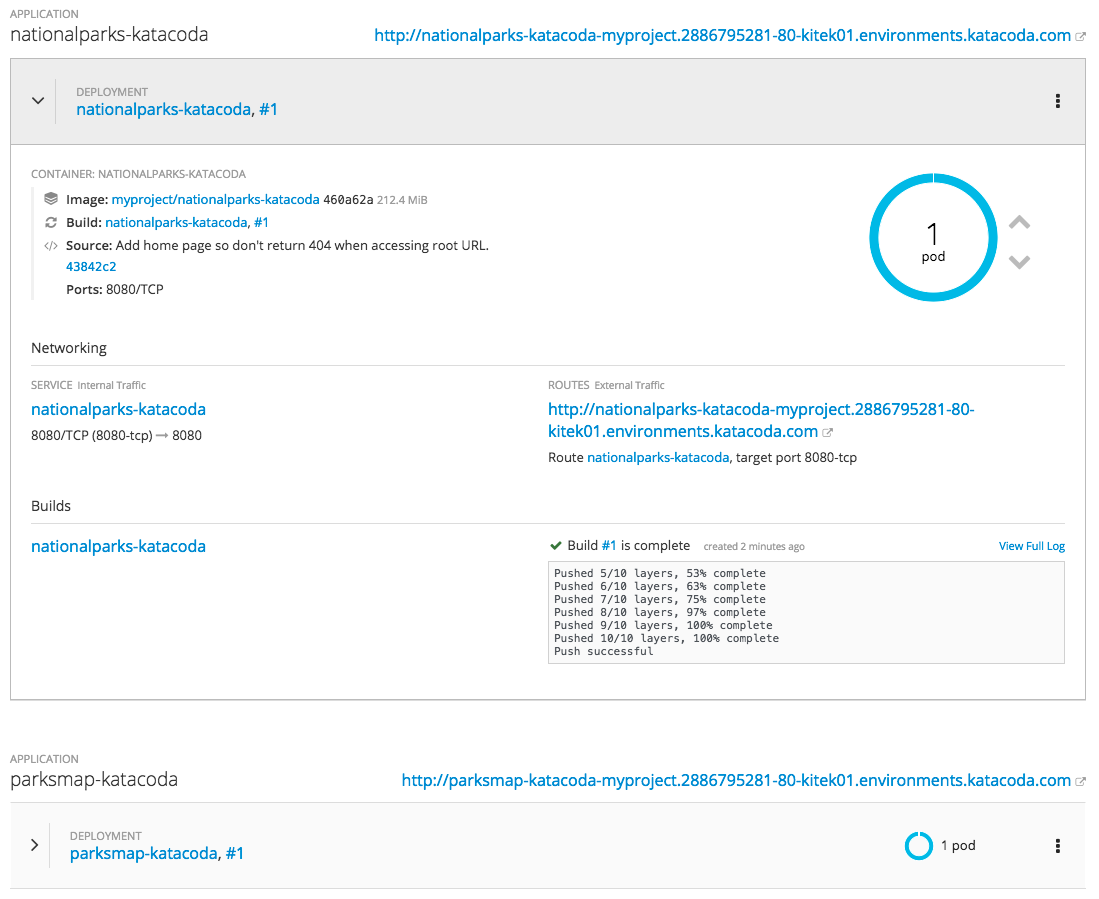 APPLICATION
nationalparks-katacoda
http://nationalparks-katacoda-myproject.2886795281-80-kitek01.environments.katacoda.com
DEPLOYMENT
nationalparks-katacoda, #1
CONTAINER: NATIONALPARKS-KATACODA
Image: myproject/nationalparks-katacoda 460a62a 212.4 MiB
Build: nationalparks-katacoda, #1
Source: Add home page so don't return 404 when accessing root URL.
43842c2
Ports: 8080/TCP
1
pod
Networking
SERVICE Internal Traffic
nationalparks-katacoda
8080/TCP (8080-tcp) → 8080
ROUTES External Traffic
http://nationalparks-katacoda-myproject.2886795281-80-
kitek01.environments.katacoda.com
Route nationalparks-katacoda, target port 8080-tcp
Builds
nationalparks-katacoda
Build #1 is complete created 2 minutes ago
View Full Log
Pushed 5/10 layers, 53% complete
Pushed 6/10 layers, 63% complete
Pushed 7/10 layers, 75% complete
Pushed 8/10 layers, 97% complete
Pushed 9/10 layers, 100% complete
Pushed 10/10 layers, 100% complete
Push successful
APPLICATION
parksmap-katacoda
http://parksmap-katacoda-myproject.2886795281-80-kitek01.environments.katacoda.com
DEPLOYMENT
parksmap-katacoda, #1
1 pod